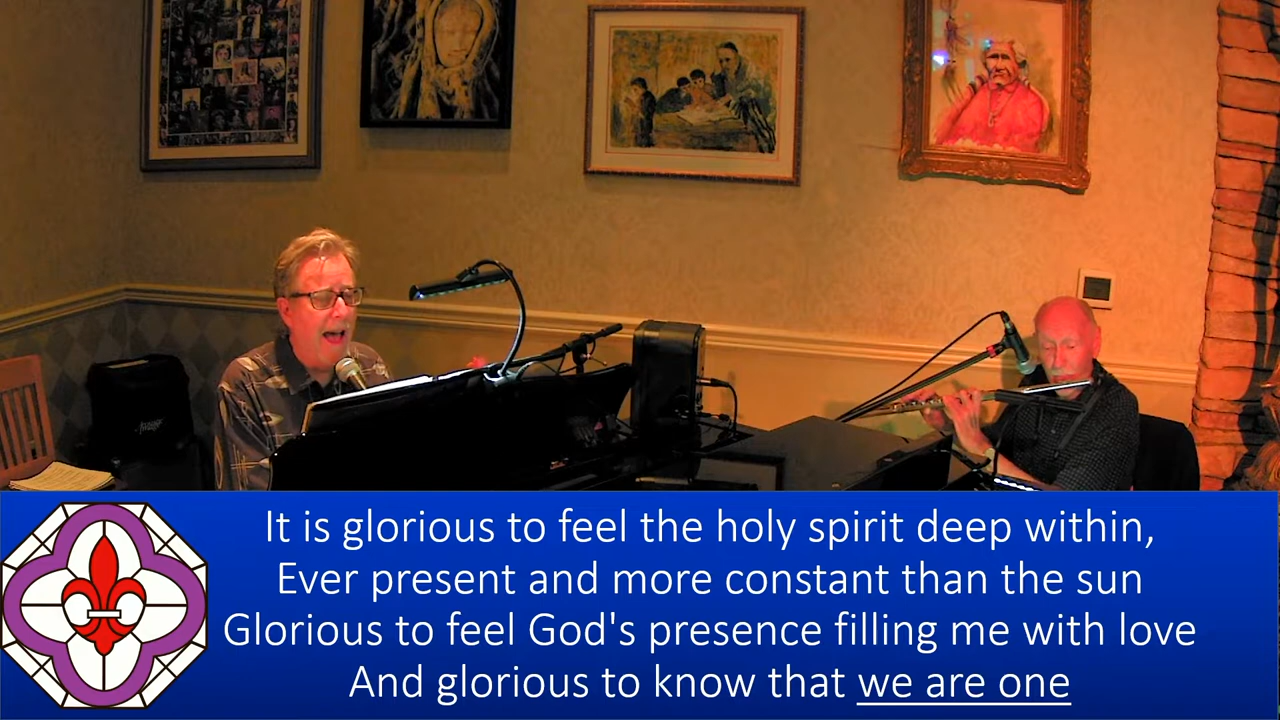 It is glorious to feel the holy spirit deep within,
Ever present and more constant than the sun
Glorious to feel God's presence filling me with love
And glorious to know that we are one